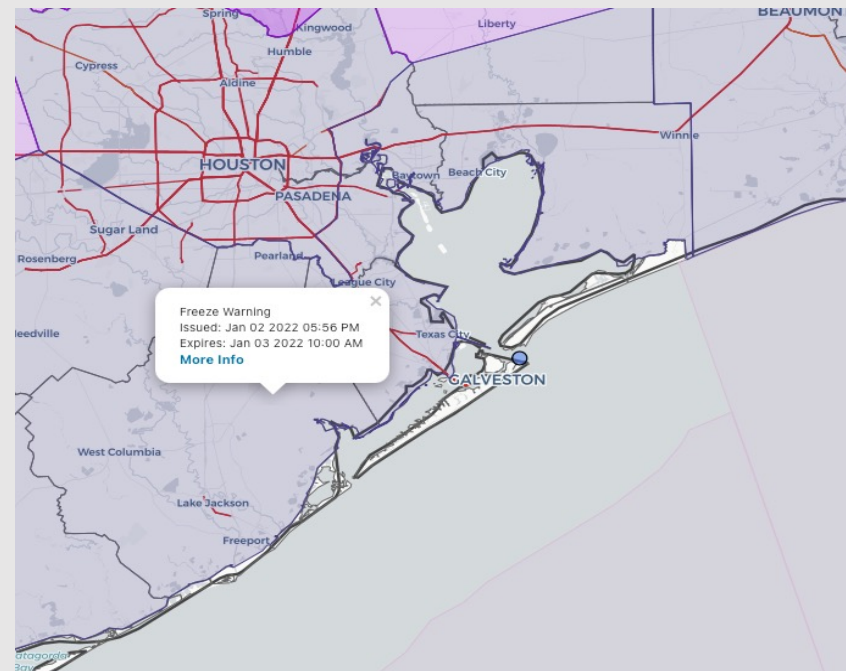 BEAUMONT
Spring
Kingwood
Liberty
Humble
Cypress
Aldine
Winnie
HOUSTON
Baytown
Beach City
PASADENA
Sugar Land
Rosenberg
Pearland
League City
Freeze Warning
Issued: Jan 02 2022 05:56 PM
Expires: Jan 03 2022 10:00 AM
More Info
×
Texas City
GALVESTON
West Columbia
Lake Jackson
Freeport
Bay